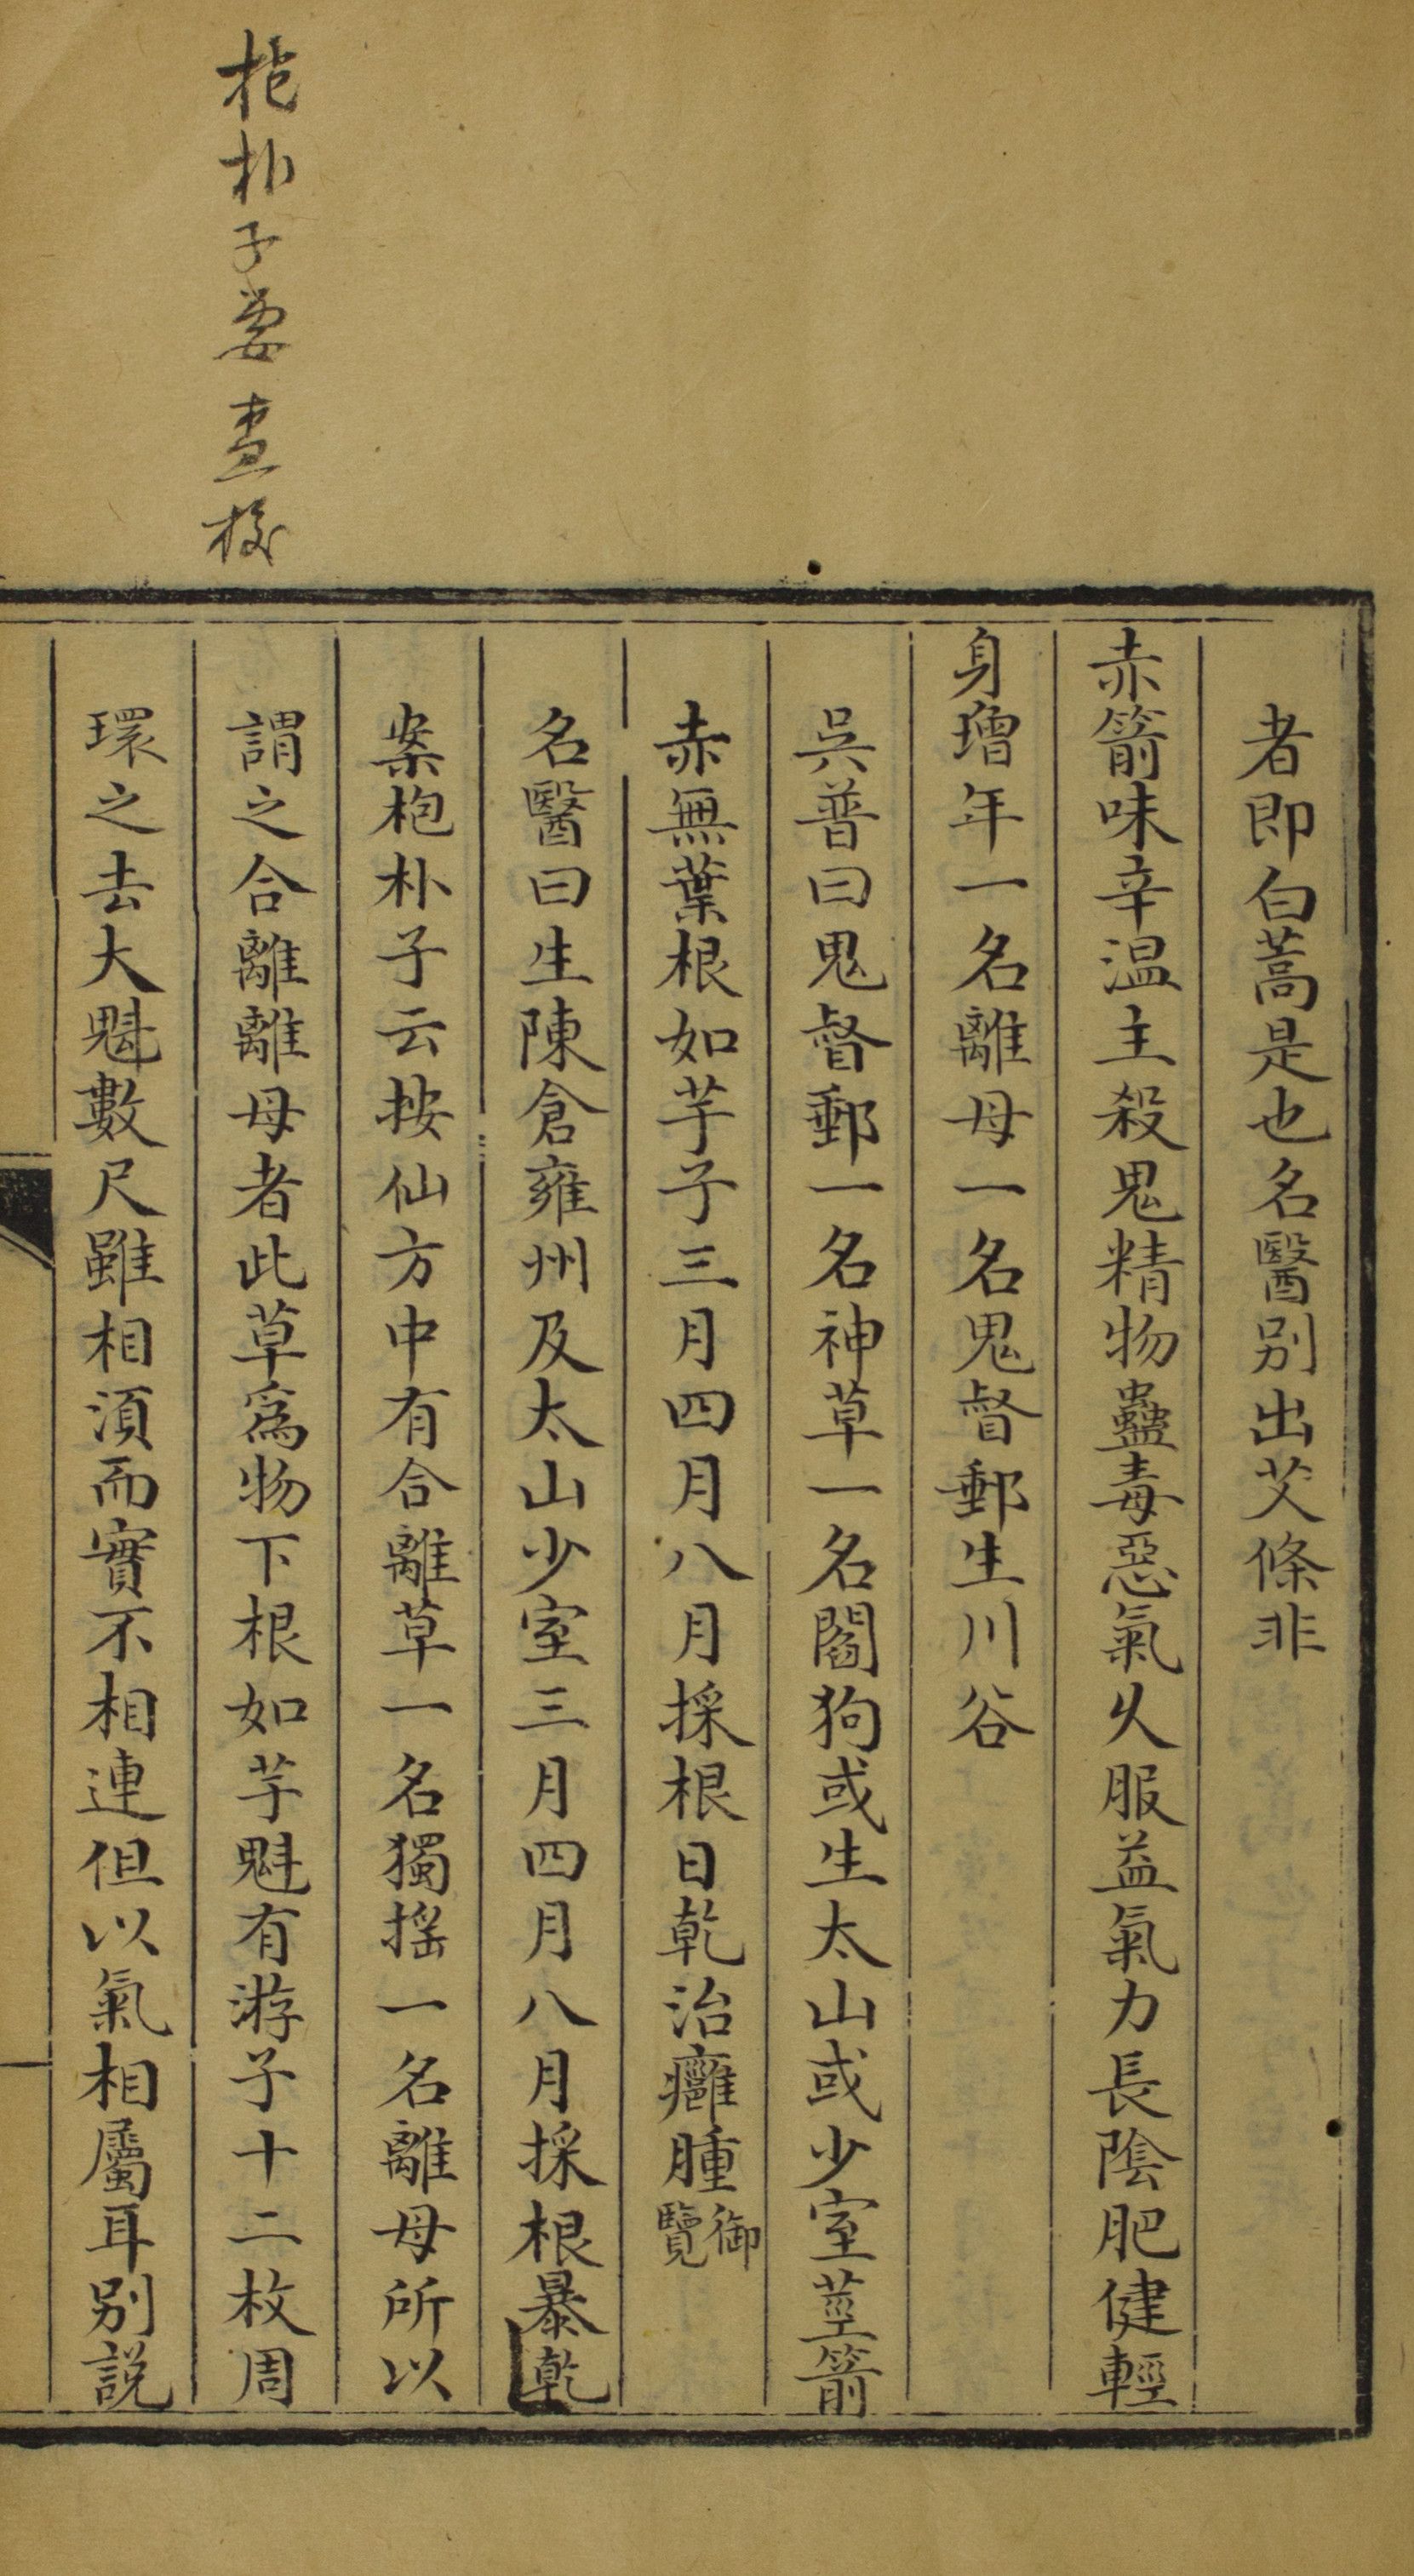 者即白蒿是也名醫别出艾條非
赤箭味辛温主殺鬼精物蠱毒惡氣久服益氣力長陰肥健輕
身增年一名離母一名鬼督郵生川谷
吳普曰鬼督郵一名神草一名閻狗或生太山或少室莖箭
赤無葉根如芋子三月四月八月採根日乾治癰腫御覽
名醫曰生陳倉雍州及太山少室三月四月八月採根暴乾
案枹朴子云按仙方中有合離草一名獨揺一名離母所以
謂之合離離母者此草爲物下根如芋魁有游子十二枚周
環之去大魁數尺雖相湏而實不相連但以氣相屬耳别説
抱朴子要查校